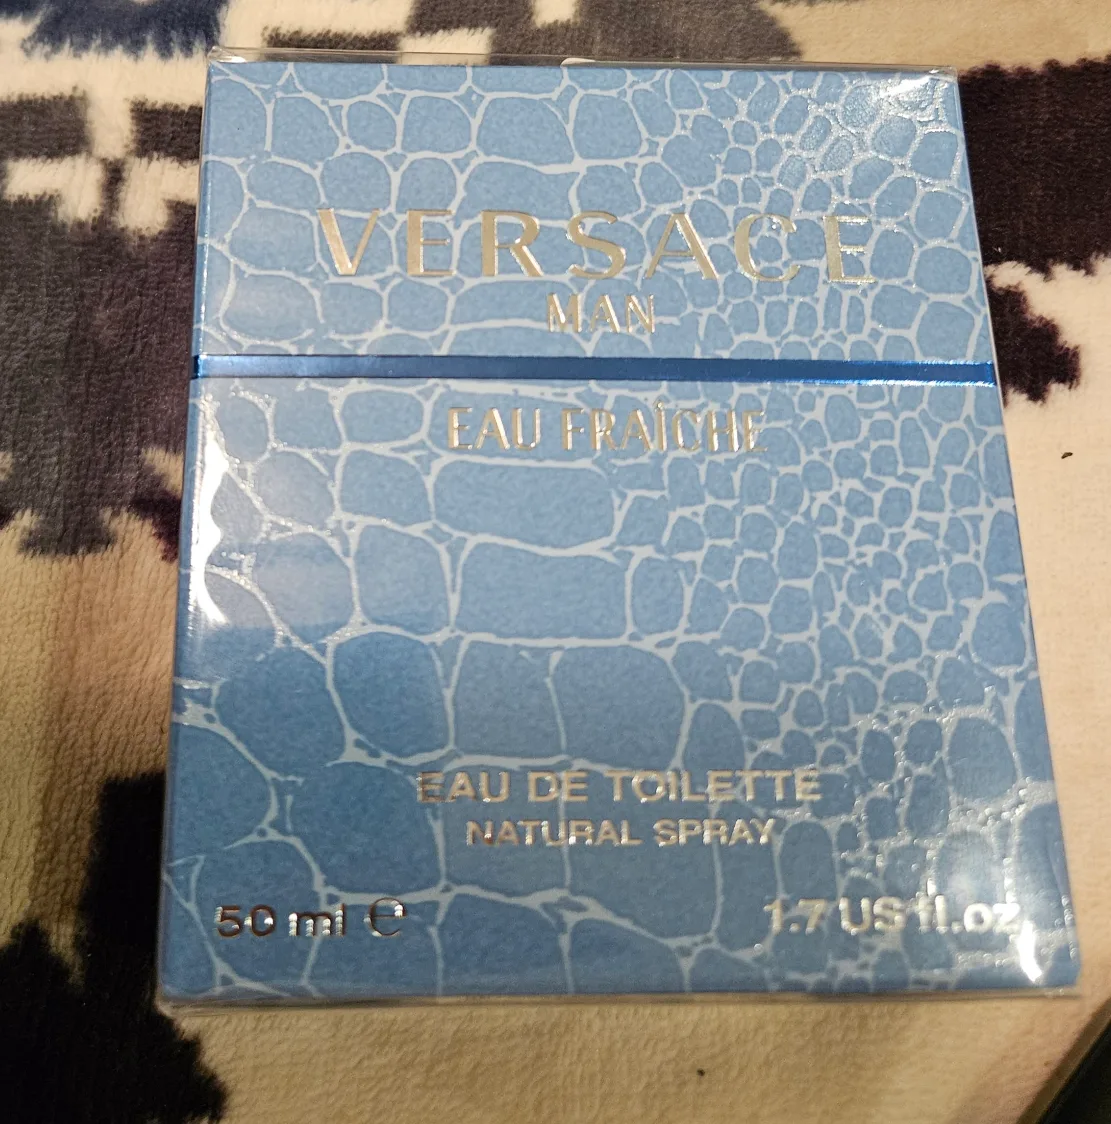 VERSACE
MAN
EAU FRAÎCHE
EAU DE TOILETTE
NATURAL SPRAY
50 ml ℮ 1.7 US fl.oz